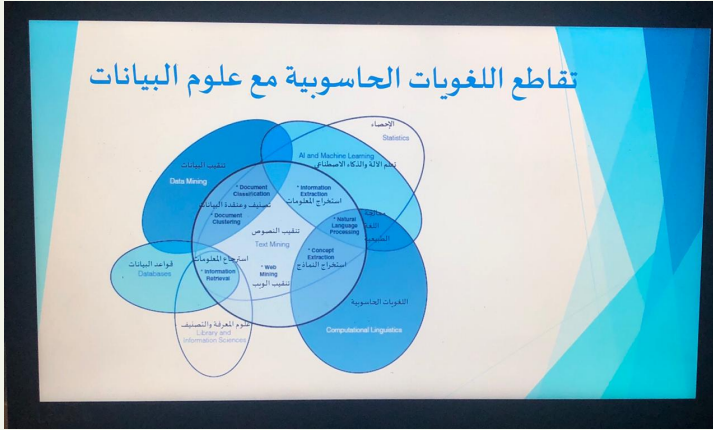 تقاطع اللغويات الحاسوبية مع علوم البيانات
الإحصاء
Statistics
AI and Machine Learning
تعلم الآلة والذكاء الاصطناعي
تنقيب البيانات
Data Mining
* Document
Classification
تصنيف وعنقدة البيانات
* Document
Clustering
* Information
Extraction
استخراج المعلومات
* Natural
Language
Processing
معالجة
اللغة
الطبيعية
تنقيب النصوص
Text Mining
* Concept
Extraction
استخراج النماذج
استرجاع المعلومات
* Information
Retrieval
* Web
Mining
تنقيب الويب
قواعد البيانات
Databases
اللغويات الحاسوبية
Computational Linguistics
علوم المعرفة والتصنيف
Library and
Information Sciences